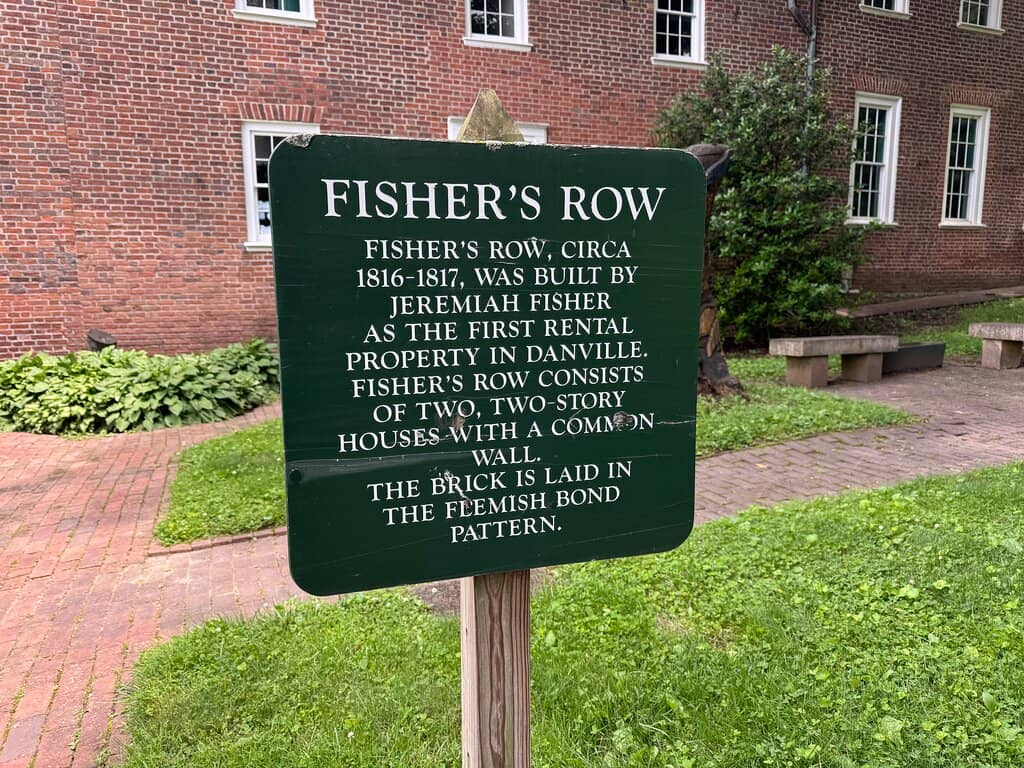 FISHER'S ROW
FISHER'S ROW, CIRCA
1816-1817, WAS BUILT BY
JEREMIAH FISHER
AS THE FIRST RENTAL
PROPERTY IN DANVILLE.
FISHER'S ROW CONSISTS
OF TWO, TWO-STORY
HOUSES WITH A COMMON
WALL.
THE BRICK IS LAID IN
THE FLEMISH BOND
PATTERN.